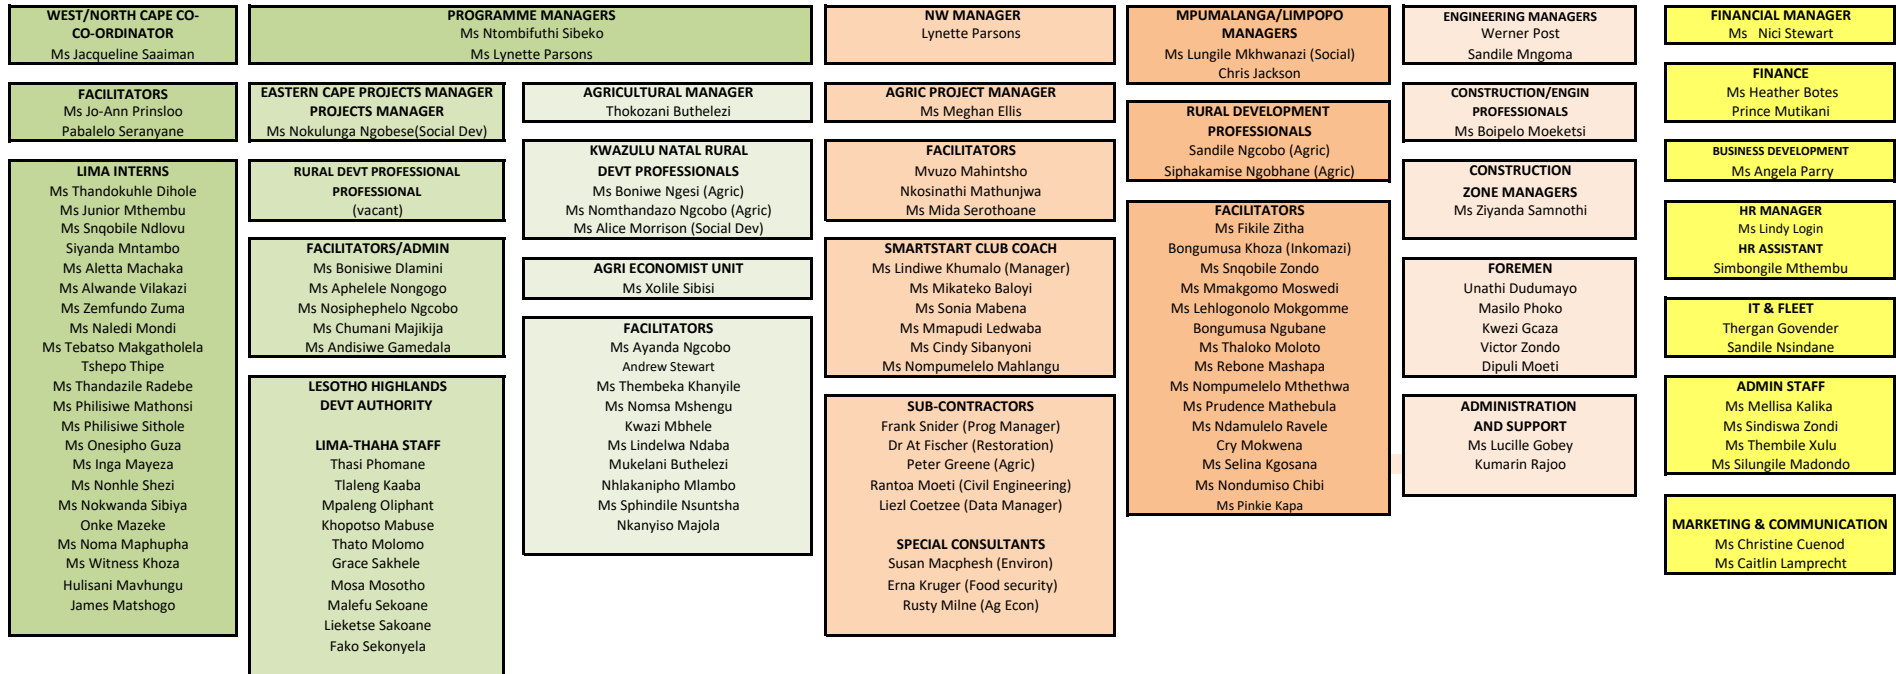 WEST/NORTH CAPE CO-
CO-ORDINATOR
Ms Jacqueline Saaiman
FACILITATORS
Ms Jo-Ann Prinsloo
Pabalelo Seranyane
LIMA INTERNS
Ms Thandokuhle Dihole
Ms Junior Mthembu
Ms Snqobile Ndlovu
Siyanda Mntambo
Ms Aletta Machaka
Ms Alwande Vilakazi
Ms Zemfundo Zuma
Ms Naledi Mondi
Ms Tebatso Makgatholela
Tshepo Thipe
Ms Thandazile Radebe
Ms Philisiwe Mathonsi
Ms Philisiwe Sithole
Ms Onesipho Guza
Ms Inga Mayeza
Ms Nonhle Shezi
Ms Nokwanda Sibiya
Onke Mazeke
Ms Noma Maphupha
Ms Witness Khoza
Hulisani Mavhungu
James Matshogo
PROGRAMME MANAGERS
Ms Ntombifuthi Sibeko
Ms Lynette Parsons
EASTERN CAPE PROJECTS MANAGER
PROJECTS MANAGER
Ms Nokulunga Ngobese(Social Dev)
RURAL DEVT PROFESSIONAL
PROFESSIONAL
(vacant)
FACILITATORS/ADMIN
Ms Bonisiwe Dlamini
Ms Aphelele Nongogo
Ms Nosiphephelo Ngcobo
Ms Chumani Majikija
Ms Andisiwe Gamedala
LESOTHO HIGHLANDS
DEVT AUTHORITY
LIMA-THAHA STAFF
Thasi Phomane
Tlaleng Kaaba
Mpaleng Oliphant
Khopotso Mabuse
Thato Molomo
Grace Sakhele
Mosa Mosotho
Malefu Sekoane
Lieketse Sakoane
Fako Sekonyela
AGRICULTURAL MANAGER
Thokozani Buthelezi
KWAZULU NATAL RURAL
DEVT PROFESSIONALS
Ms Boniwe Ngesi (Agric)
Ms Nomthandazo Ngcobo (Agric)
Ms Alice Morrison (Social Dev)
AGRI ECONOMIST UNIT
Ms Xolile Sibisi
FACILITATORS
Ms Ayanda Ngcobo
Andrew Stewart
Ms Thembeka Khanyile
Ms Nomsa Mshengu
Kwazi Mbhele
Ms Lindelwa Ndaba
Mukelani Buthelezi
Nhlakanipho Mlambo
Ms Sphindile Nsuntsha
Nkanyiso Majola
NW MANAGER
Lynette Parsons
AGRIC PROJECT MANAGER
Ms Meghan Ellis
FACILITATORS
Mvuzo Mahintsho
Nkosinathi Mathunjwa
Ms Mida Serothoane
SMARTSTART CLUB COACH
Ms Lindiwe Khumalo (Manager)
Ms Mikateko Baloyi
Ms Sonia Mabena
Ms Mmapudi Ledwaba
Ms Cindy Sibanyoni
Ms Nompumelelo Mahlangu
SUB-CONTRACTORS
Frank Snider (Prog Manager)
Dr At Fischer (Restoration)
Peter Greene (Agric)
Rantoa Moeti (Civil Engineering)
Liezl Coetzee (Data Manager)
SPECIAL CONSULTANTS
Susan Macphesh (Environ)
Erna Kruger (Food security)
Rusty Milne (Ag Econ)
MPUMALANGA/LIMPOPO
MANAGERS
Ms Lungile Mkhwanazi (Social)
Chris Jackson
RURAL DEVELOPMENT
PROFESSIONALS
Sandile Ngcobo (Agric)
Siphakamise Ngobhane (Agric)
FACILITATORS
Ms Fikile Zitha
Bongumusa Khoza (Inkomazi)
Ms Snqobile Zondo
Ms Mmakgomo Moswedi
Ms Lehlogonolo Mokgomme
Bongumusa Ngubane
Ms Thaloko Moloto
Ms Rebone Mashapa
Ms Nompumelelo Mthethwa
Ms Prudence Mathebula
Ms Ndamulelo Ravele
Cry Mokwena
Ms Selina Kgosana
Ms Nondumiso Chibi
Ms Pinkie Kapa
ENGINEERING MANAGERS
Werner Post
Sandile Mngoma
CONSTRUCTION/ENGIN
PROFESSIONALS
Ms Boipelo Moeketsi
CONSTRUCTION
ZONE MANAGERS
Ms Ziyanda Samnothi
FOREMEN
Unathi Dudumayo
Masilo Phoko
Kwezi Gcaza
Victor Zondo
Dipuli Moeti
ADMINISTRATION
AND SUPPORT
Ms Lucille Gobey
Kumarin Rajoo
FINANCIAL MANAGER
Ms Nici Stewart
FINANCE
Ms Heather Botes
Prince Mutikani
BUSINESS DEVELOPMENT
Ms Angela Parry
HR MANAGER
Ms Lindy Login
HR ASSISTANT
Simbongile Mthembu
IT & FLEET
Thergan Govender
Sandile Nsindane
ADMIN STAFF
Ms Mellisa Kalika
Ms Sindiswa Zondi
Ms Thembile Xulu
Ms Silungile Madondo
MARKETING & COMMUNICATION
Ms Christine Cuenod
Ms Caitlin Lamprecht